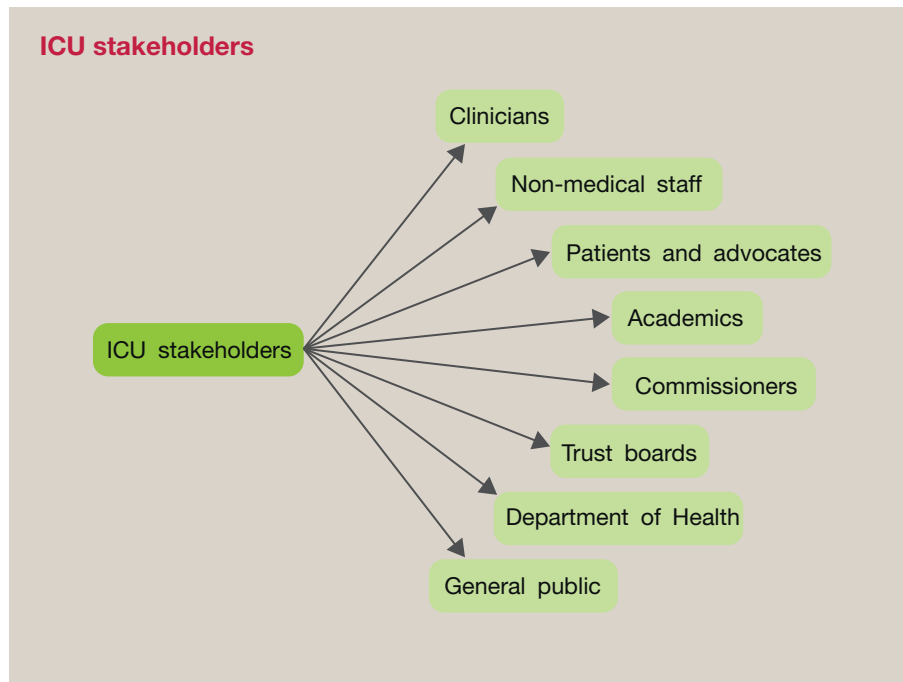 ICU stakeholders
Clinicians
Non-medical staff
Patients and advocates
Academics
ICU stakeholders
Commissioners
Trust boards
Department of Health
General public